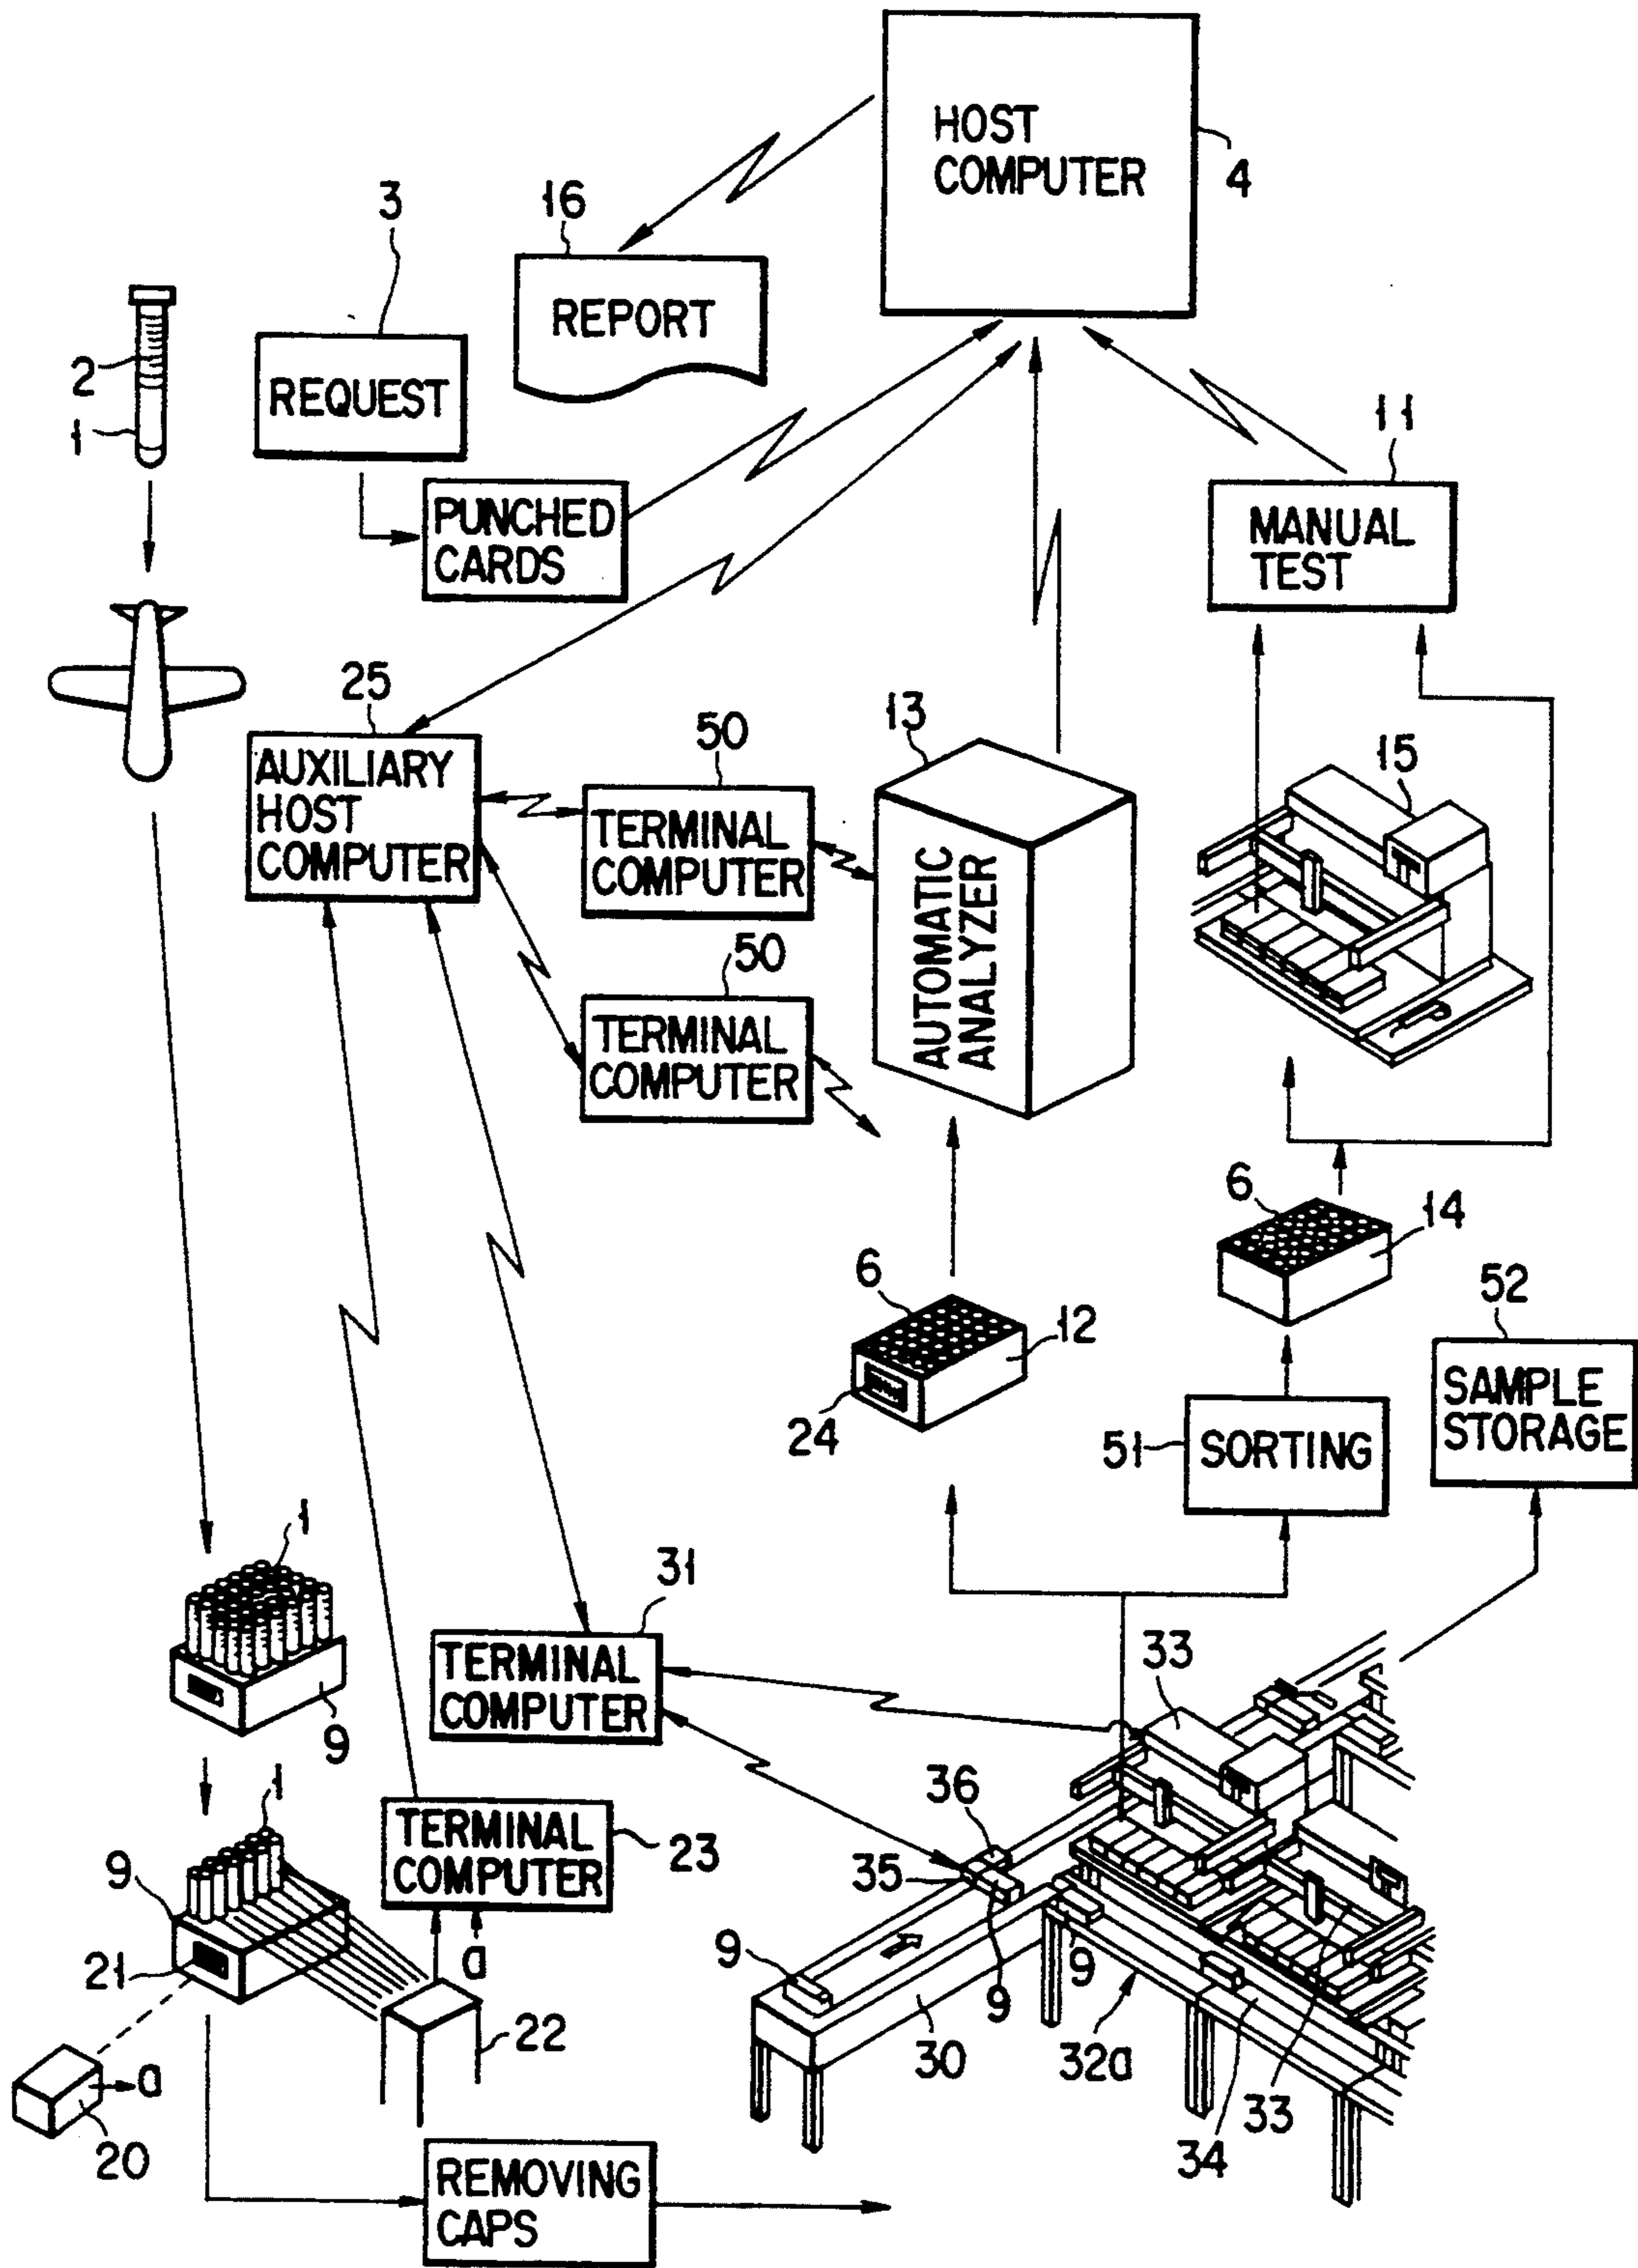 HOST
COMPUTER
4
3
16
REPORT
2
1
REQUEST
PUNCHED
CARDS
11
MANUAL
TEST
25
AUXILIARY
HOST
COMPUTER
50
TERMINAL
COMPUTER
13
AUTOMATIC
ANALYZER
15
50
TERMINAL
COMPUTER
6
14
6
12
24
52
SAMPLE
STORAGE
51
SORTING
1
9
31
TERMINAL
COMPUTER
33
1
9
21
TERMINAL
COMPUTER
23
a
36
35
9
9
9
30
32a
34
33
22
a
20
REMOVING
CAPS